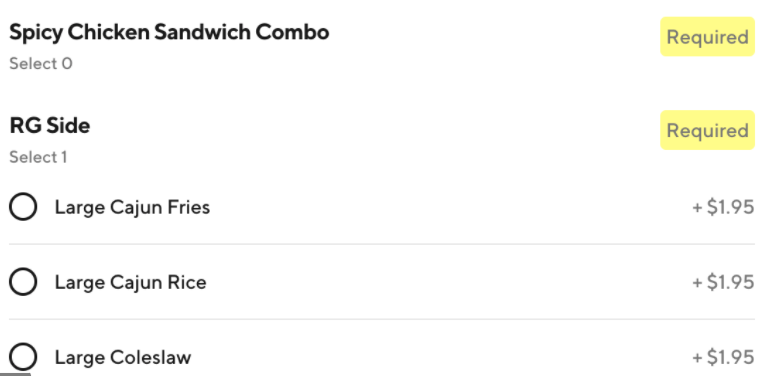 Spicy Chicken Sandwich Combo
Required
Select 0
RG Side
Required
Select 1
Large Cajun Fries
+ $1.95
Large Cajun Rice
+ $1.95
Large Coleslaw
+ $1.95